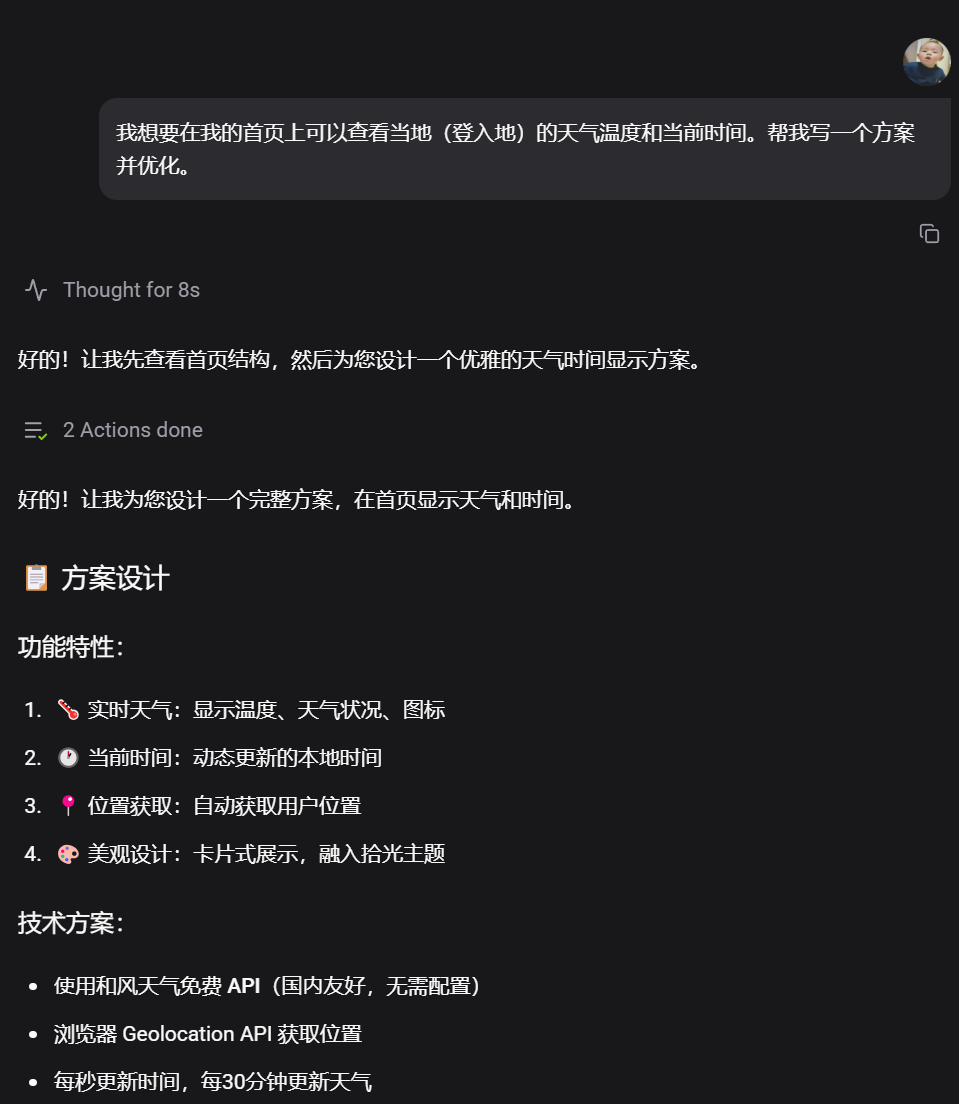 我想要在我的首页上可以查看当地（登入地）的天气温度和当前时间。帮我写一个方案
并优化。
Thought for 8s
好的！让我先查看首页结构，然后为您设计一个优雅的天气时间显示方案。
2 Actions done
好的！让我为您设计一个完整方案，在首页显示天气和时间。
📋 方案设计
功能特性：
1. 🌡️ 实时天气：显示温度、天气状况、图标
2. 🕐 当前时间：动态更新的本地时间
3. 📍 位置获取：自动获取用户位置
4. 🎨 美观设计：卡片式展示，融入拾光主题
技术方案：
• 使用和风天气免费 API（国内友好，无需配置）
• 浏览器 Geolocation API 获取位置
• 每秒更新时间，每30分钟更新天气